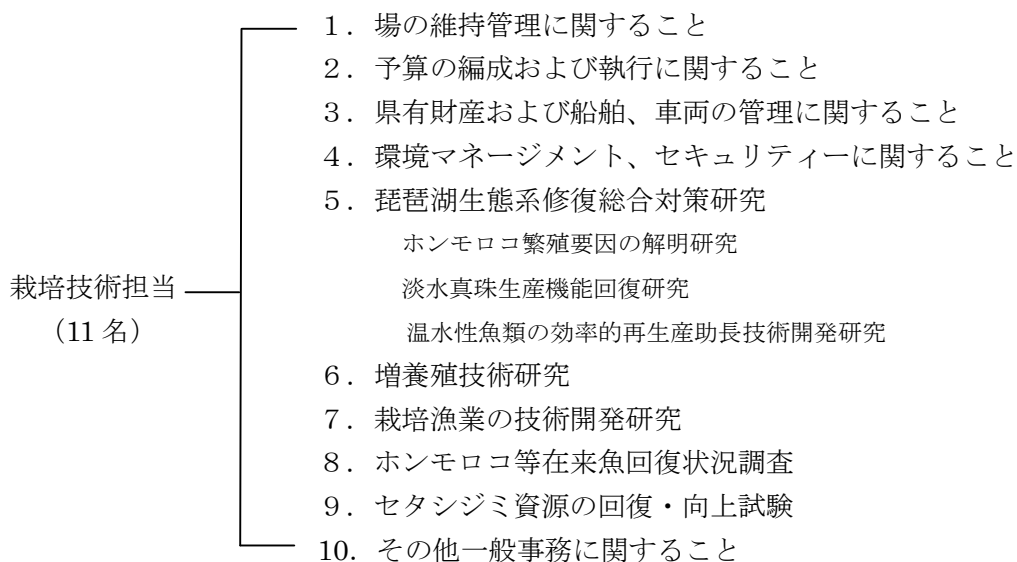 １．場の維持管理に関すること
２．予算の編成および執行に関すること
３．県有財産および船舶、車両の管理に関すること
４．環境マネージメント、セキュリティーに関すること
５．琵琶湖生態系修復総合対策研究
ホンモロコ繁殖要因の解明研究
淡水真珠生産機能回復研究
温水性魚類の効率的再生産助長技術開発研究
栽培技術担当
（11 名）
６．増養殖技術研究
７．栽培漁業の技術開発研究
８．ホンモロコ等在来魚回復状況調査
９．セタシジミ資源の回復・向上試験
10．その他一般事務に関すること